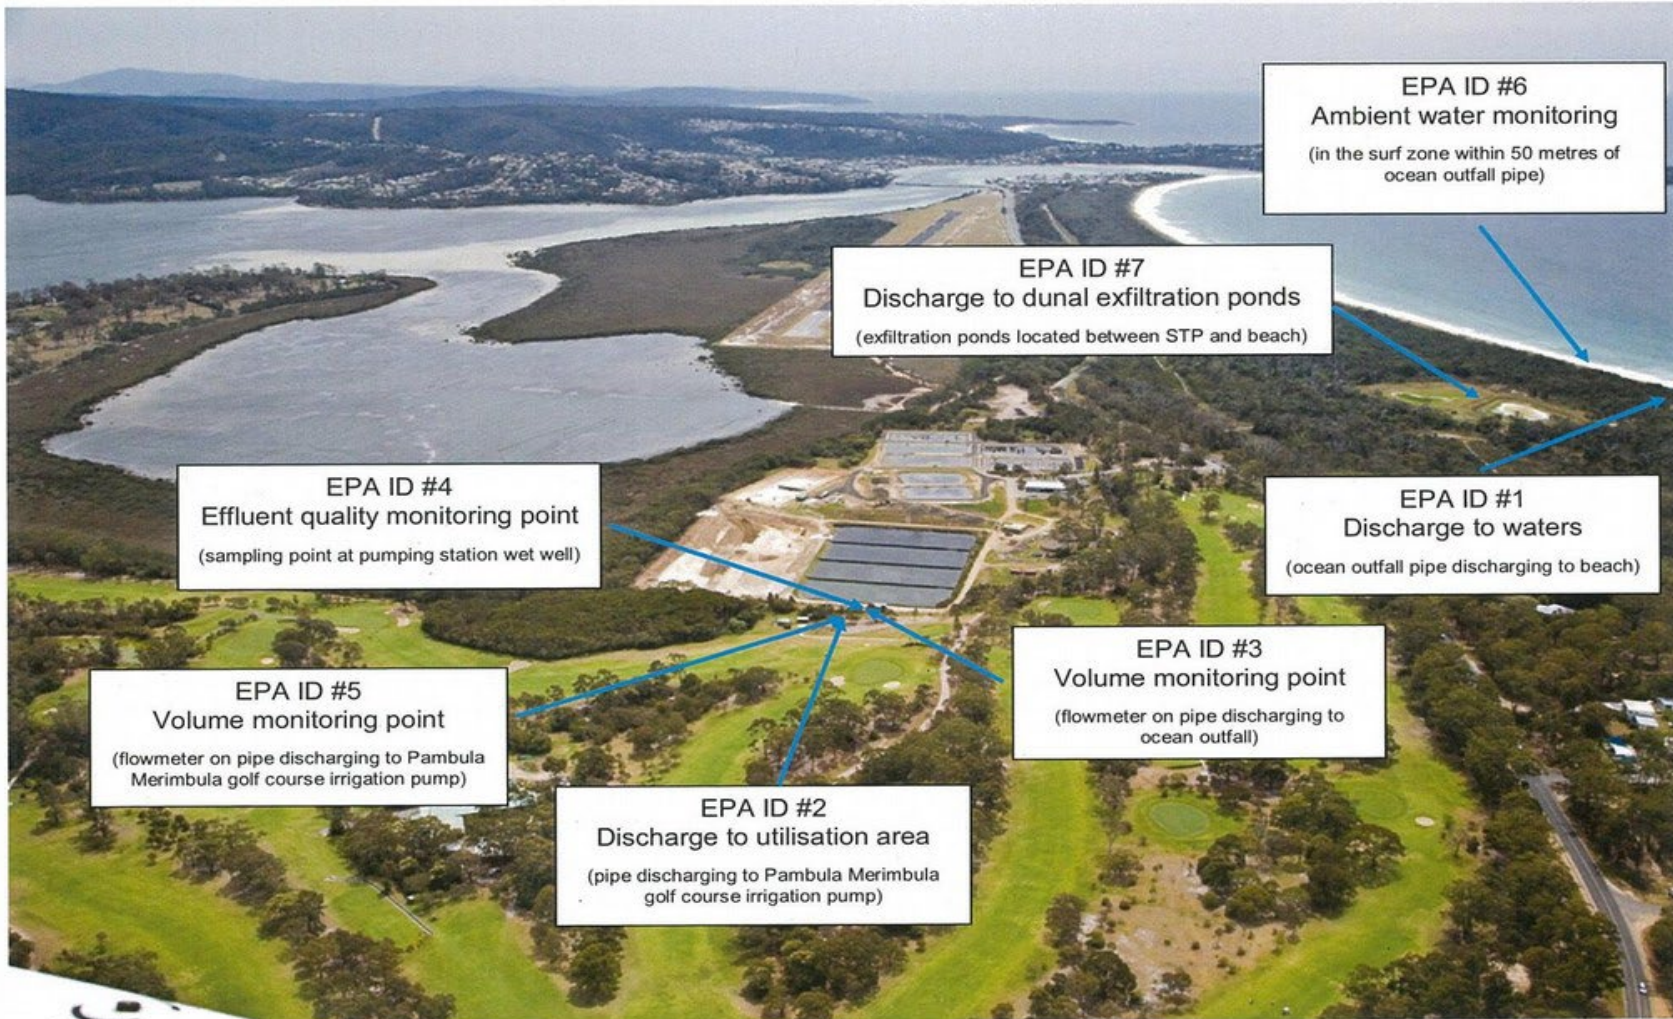 EPA ID #6
Ambient water monitoring
(in the surf zone within 50 metres of
ocean outfall pipe)
EPA ID #7
Discharge to dunal exfiltration ponds
(exfiltration ponds located between STP and beach)
EPA ID #4
Effluent quality monitoring point
(sampling point at pumping station wet well)
EPA ID #1
Discharge to waters
(ocean outfall pipe discharging to beach)
EPA ID #3
Volume monitoring point
(flowmeter on pipe discharging to
ocean outfall)
EPA ID #5
Volume monitoring point
(flowmeter on pipe discharging to Pambula
Merimbula golf course irrigation pump)
EPA ID #2
Discharge to utilisation area
(pipe discharging to Pambula Merimbula
golf course irrigation pump)